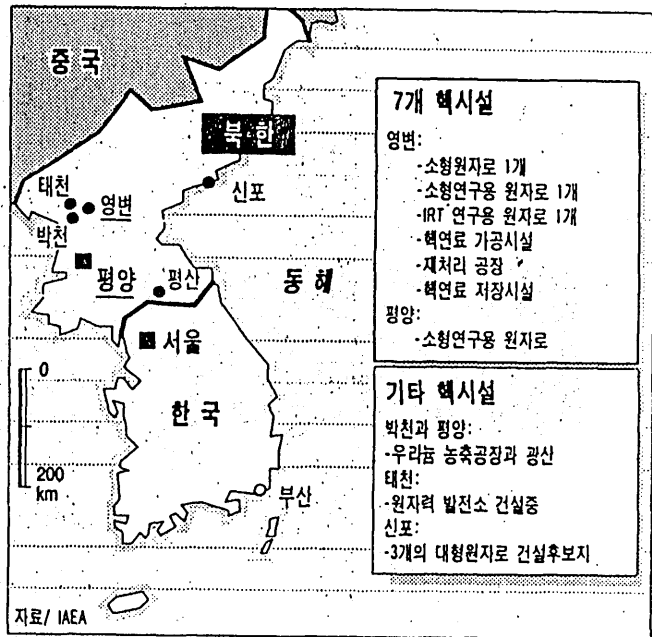 중국
북한
태천
영변
신포
박천
평양
평산
동해
서울
한국
0
200
km
부산
자료/ IAEA
7개 핵시설
영변:
-소형원자로 1개
-소형연구용 원자로 1개
-IRT 연구용 원자로 1개
-핵연료 가공시설
-재처리 공장
-핵연료 저장시설
평양:
-소형연구용 원자로
기타 핵시설
박천과 평양:
-우라늄 농축공장과 광산
태천:
-원자력 발전소 건설중
신포:
-3개의 대형원자로 건설후보지